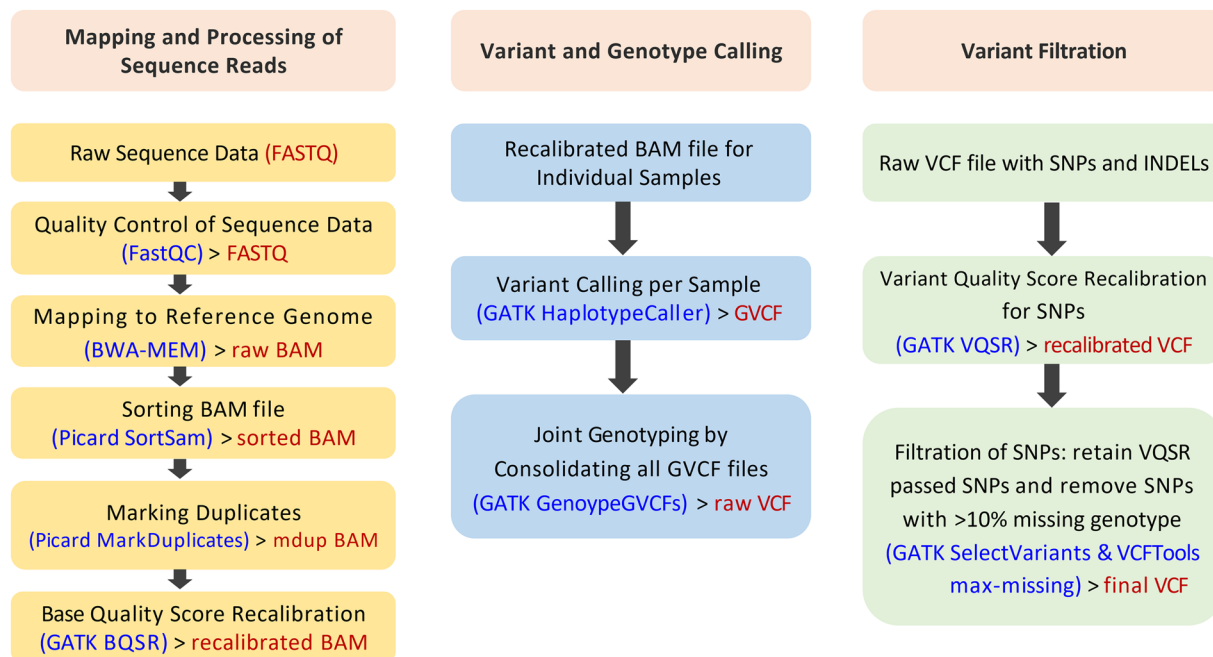 Mapping and Processing of
Sequence Reads
Raw Sequence Data (FASTQ)
Quality Control of Sequence Data
(FastQC) > FASTQ
Mapping to Reference Genome
(BWA-MEM) > raw BAM
Sorting BAM file
(Picard SortSam) > sorted BAM
Marking Duplicates
(Picard MarkDuplicates) > mdup BAM
Base Quality Score Recalibration
(GATK BQSR) > recalibrated BAM
Variant and Genotype Calling
Recalibrated BAM file for
Individual Samples
Variant Calling per Sample
(GATK HaplotypeCaller) > GVCF
Joint Genotyping by
Consolidating all GVCF files
(GATK GenoypeGVCFs) > raw VCF
Variant Filtration
Raw VCF file with SNPs and INDELs
Variant Quality Score Recalibration
for SNPs
(GATK VQSR) > recalibrated VCF
Filtration of SNPs: retain VQSR
passed SNPs and remove SNPs
with >10% missing genotype
(GATK SelectVariants & VCFTools
max-missing) > final VCF